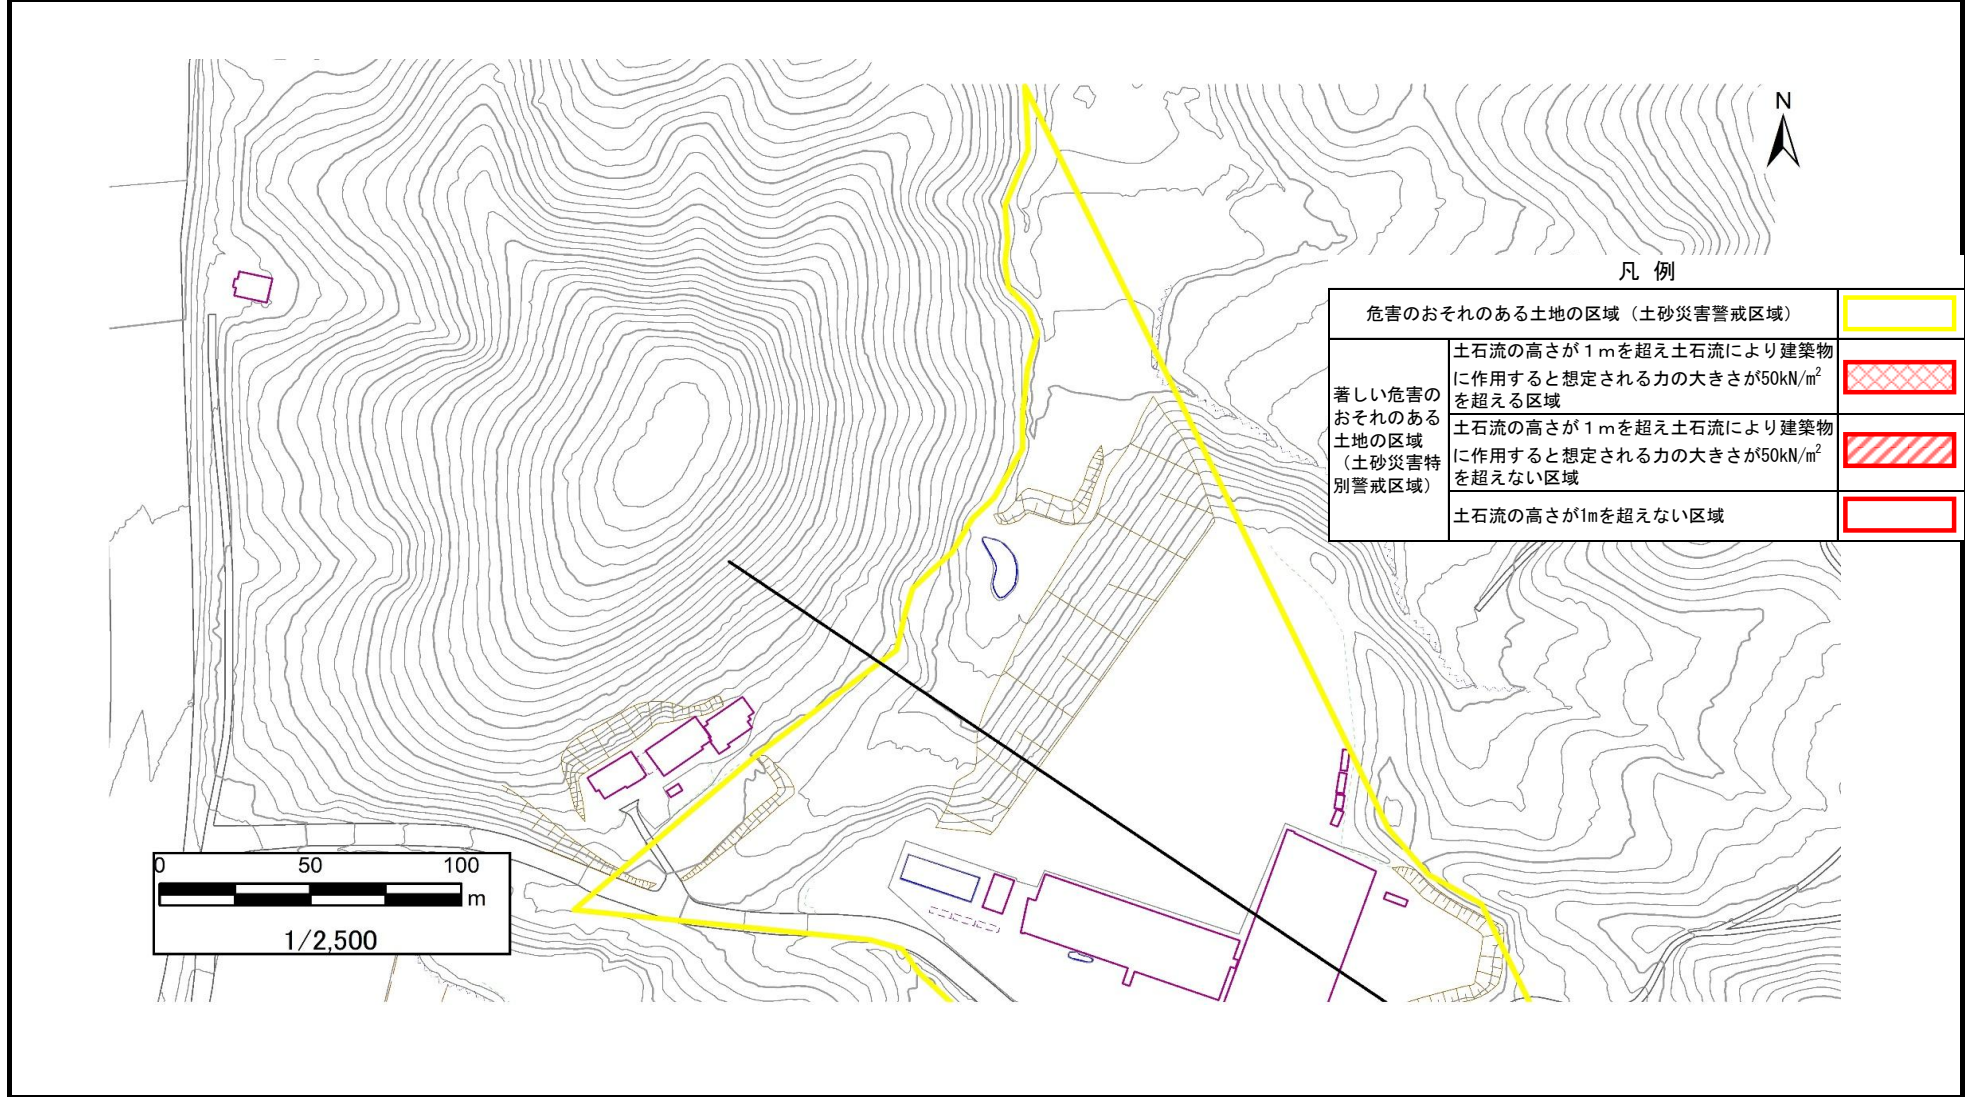 N
凡 例
危害のおそれのある土地の区域（土砂災害警戒区域）
著しい危害の
おそれのある
土地の区域
（土砂災害特
別警戒区域）
土石流の高さが１ｍを超え土石流により建築物
に作用すると想定される力の大きさが50kN/m²
を超える区域
土石流の高さが１ｍを超え土石流により建築物
に作用すると想定される力の大きさが50kN/m²
を超えない区域
土石流の高さが1mを超えない区域
0 50 100
m
1/2,500